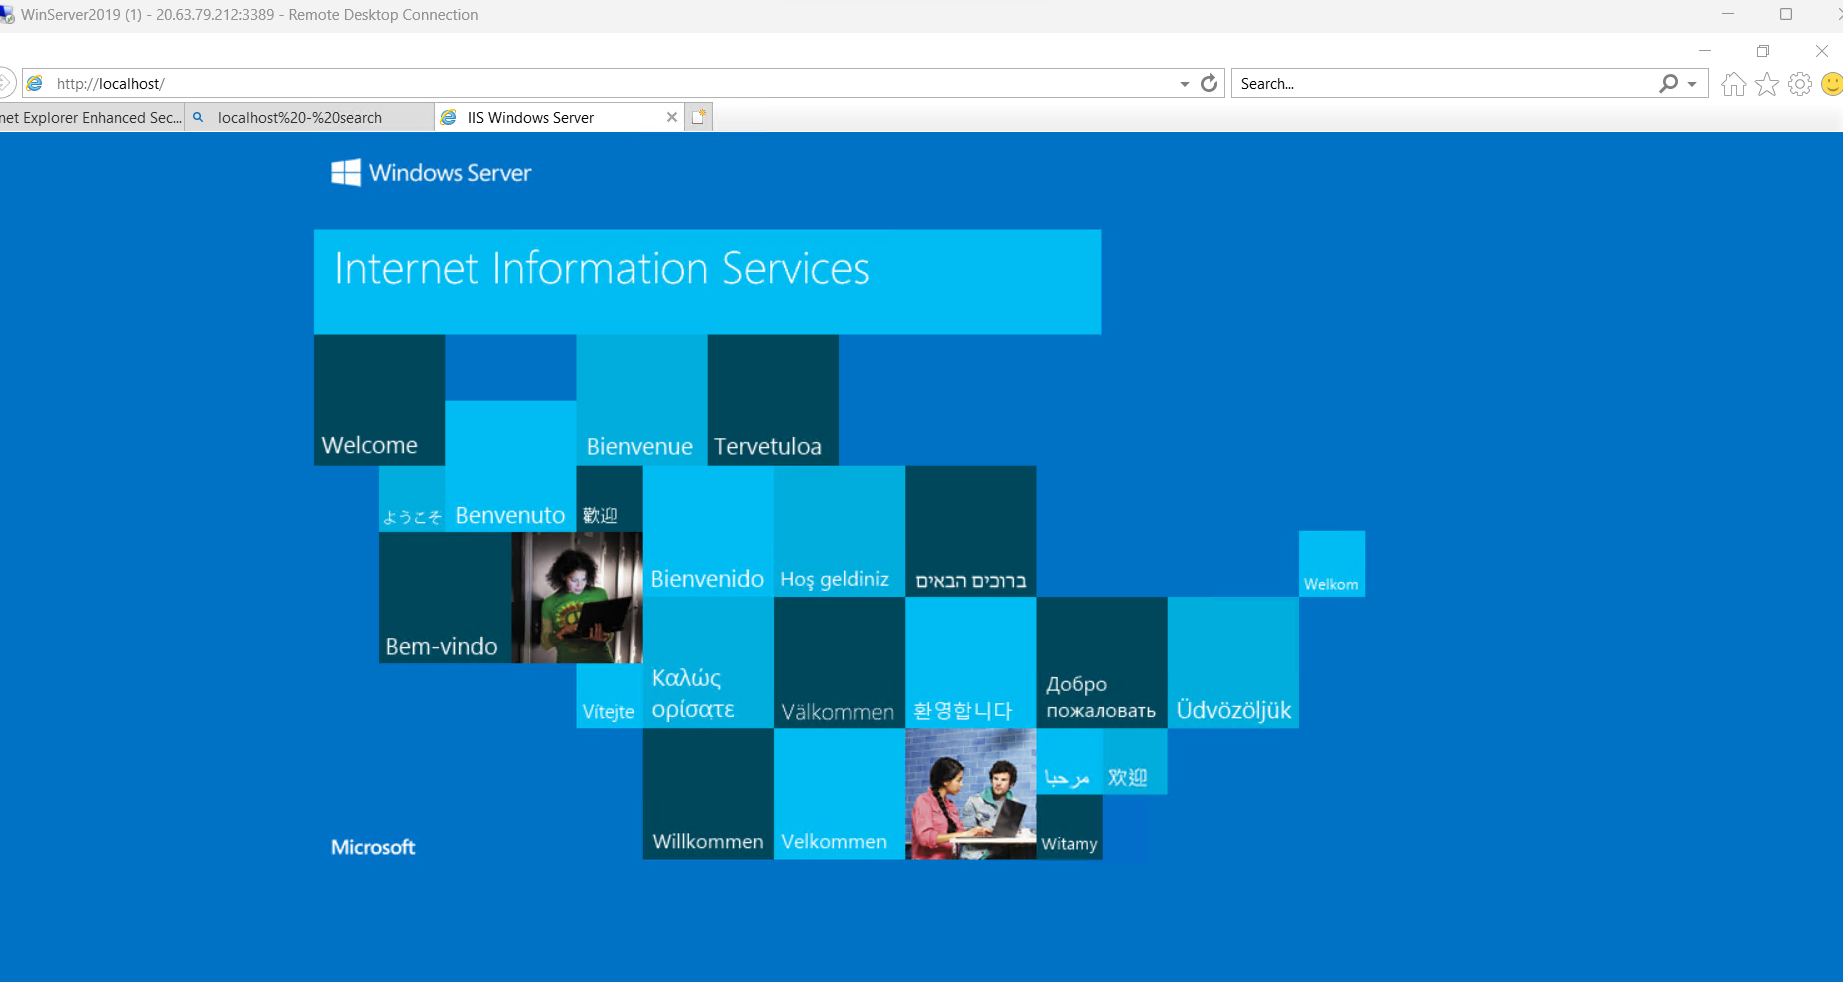 WinServer2019 (1) - 20.63.79.212:3389 - Remote Desktop Connection
http://localhost/
Search...
net Explorer Enhanced Sec...
localhost%20-%20search
IIS Windows Server
Windows Server
Internet Information Services
Welcome
Bienvenue
Tervetuloa
ようこそ
Benvenuto
歡迎
Bienvenido
Hoş geldiniz
ברוכים הבאים
Welkom
Bem-vindo
Vítejte
Καλώς
ορίσατε
Välkommen
환영합니다
Добро
пожаловать
Üdvözöljük
مرحبا
欢迎
Willkommen
Velkommen
Witamy
Microsoft